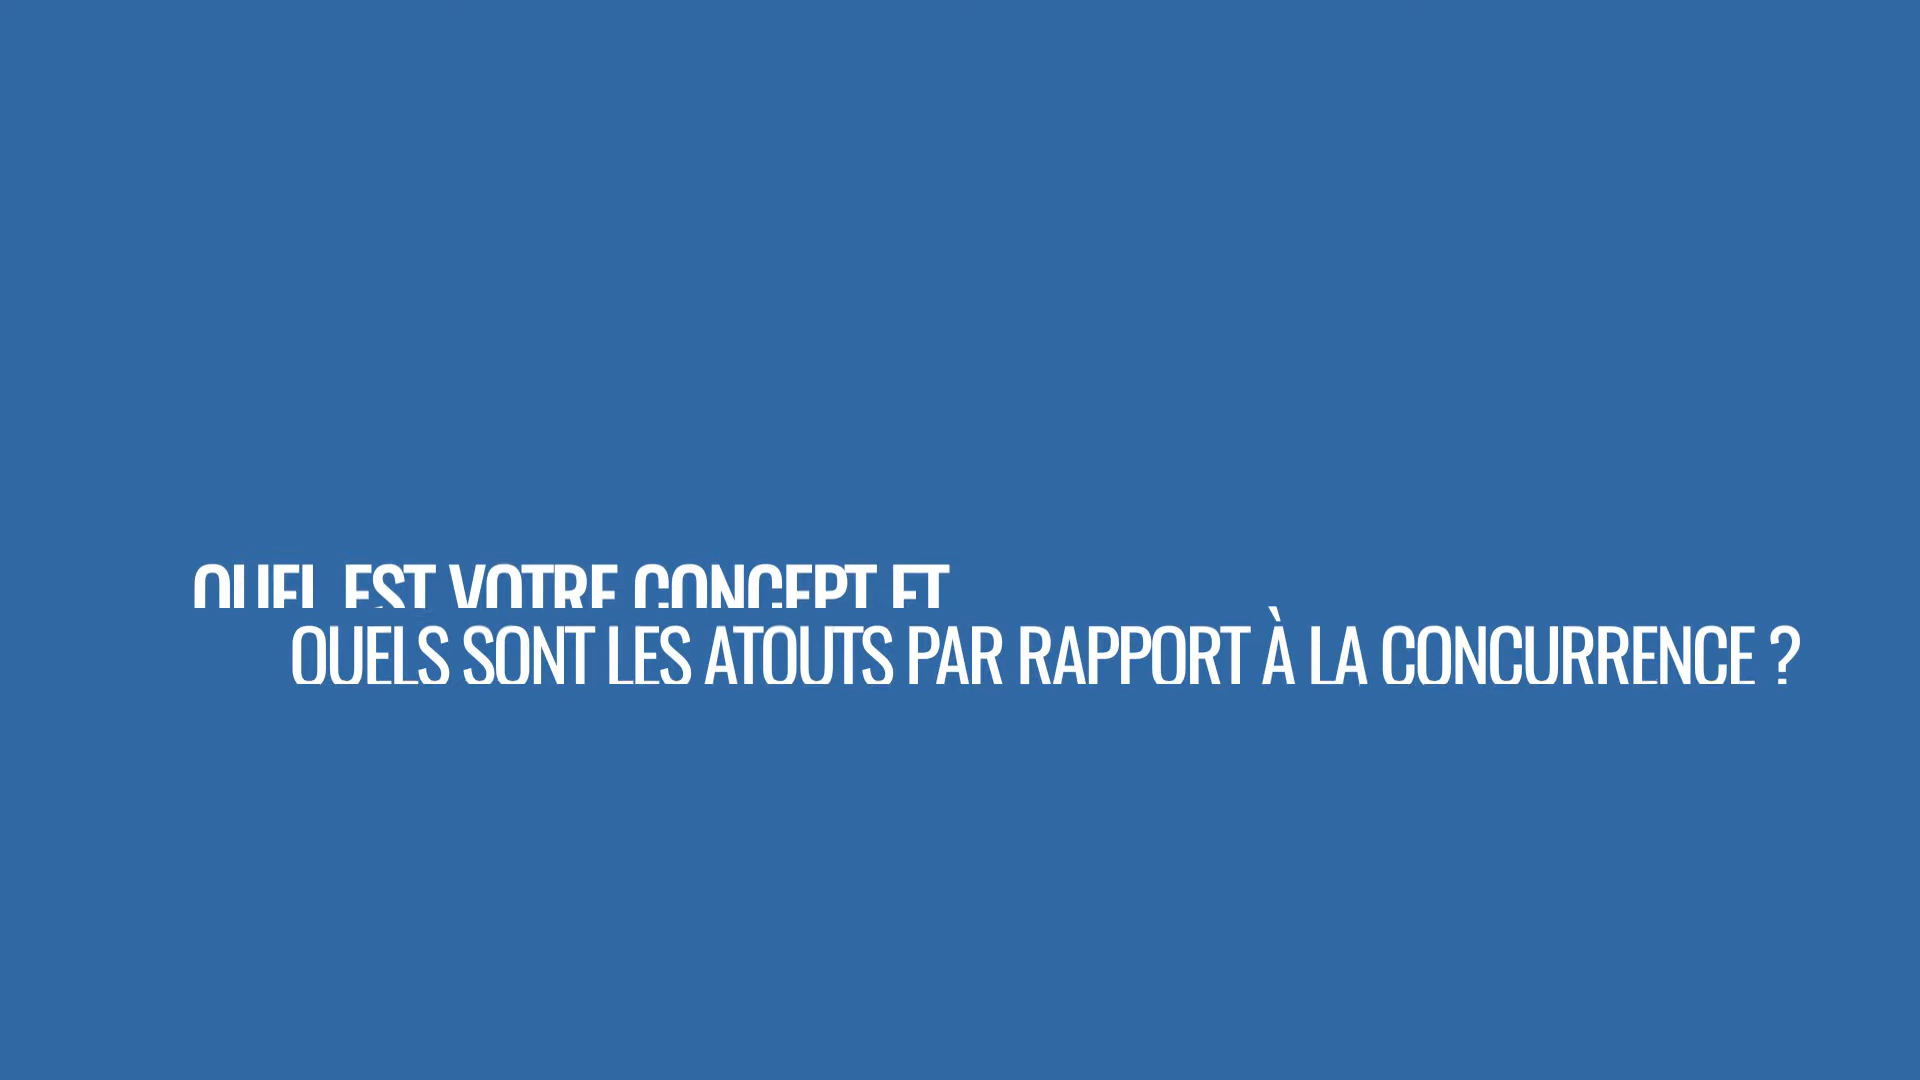 QUEL EST VOTRE CONCEPT ET
QUELS SONT LES ATOUTS PAR RAPPORT À LA CONCURRENCE ?